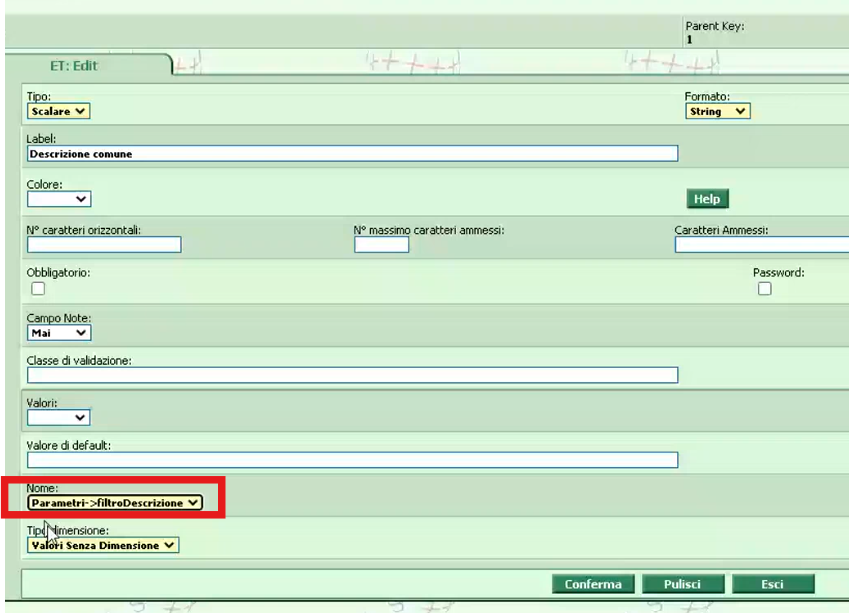 Parent Key:
1
ET: Edit
Tipo:
Formato:
Scalare
String
Label:
Descrizione comune
Colore:
Help
N° caratteri orizzontali:
N° massimo caratteri ammessi:
Caratteri Ammessi:
Obbligatorio:
Password:
Campo Note:
Mai
Classe di validazione:
Valori:
Valore di default:
Nome:
Parametri->filtroDescrizione
Tipo dimensione:
Valori Senza Dimensione
Conferma
Pulisci
Esci